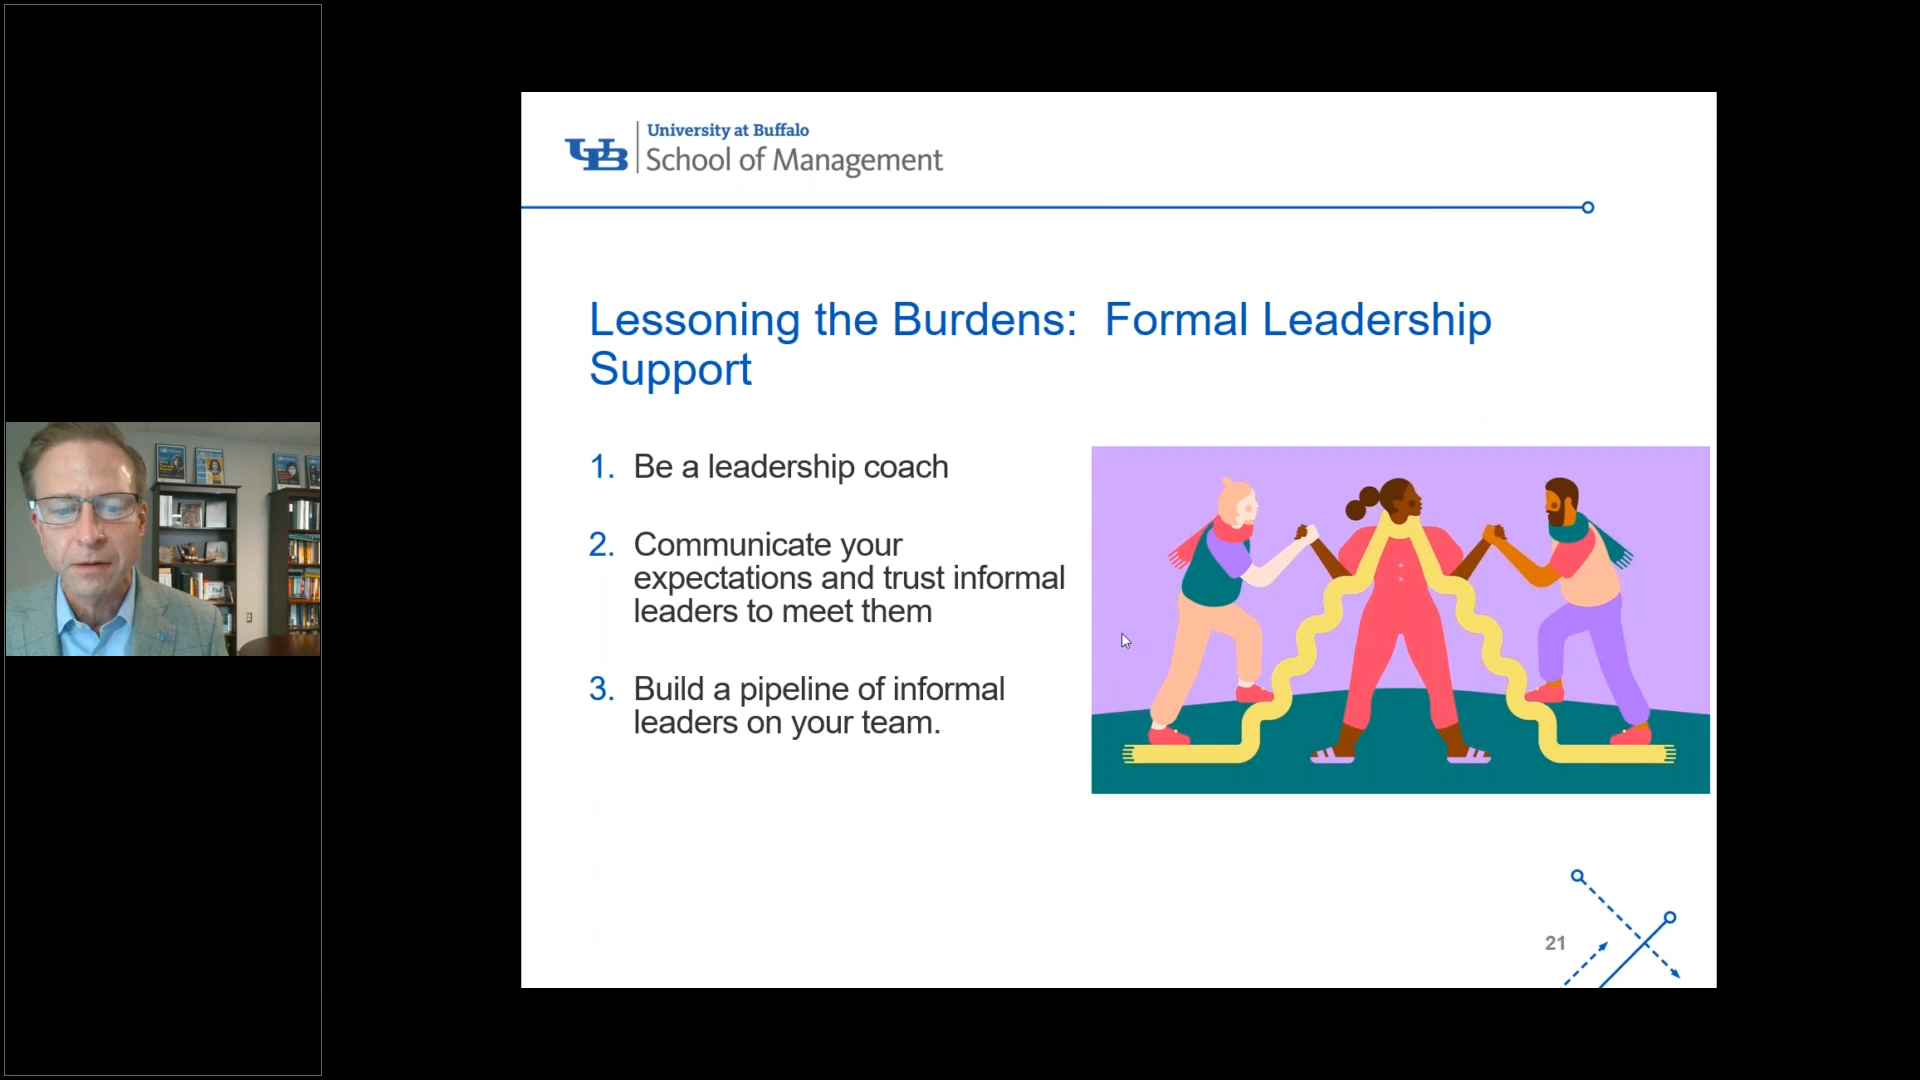 UB
University at Buffalo
School of Management
Lessoning the Burdens: Formal Leadership
Support
1. Be a leadership coach
2. Communicate your
expectations and trust informal
leaders to meet them
3. Build a pipeline of informal
leaders on your team.
21